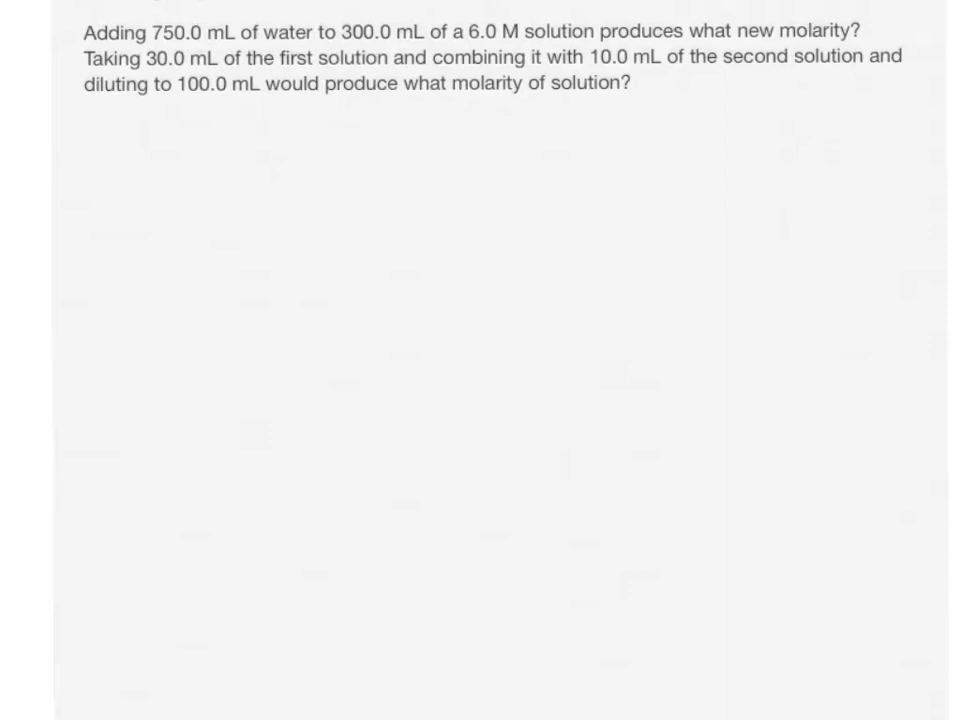 Adding 750.0 mL of water to 300.0 mL of a 6.0 M solution produces what new molarity?
Taking 30.0 mL of the first solution and combining it with 10.0 mL of the second solution and
diluting to 100.0 mL would produce what molarity of solution?